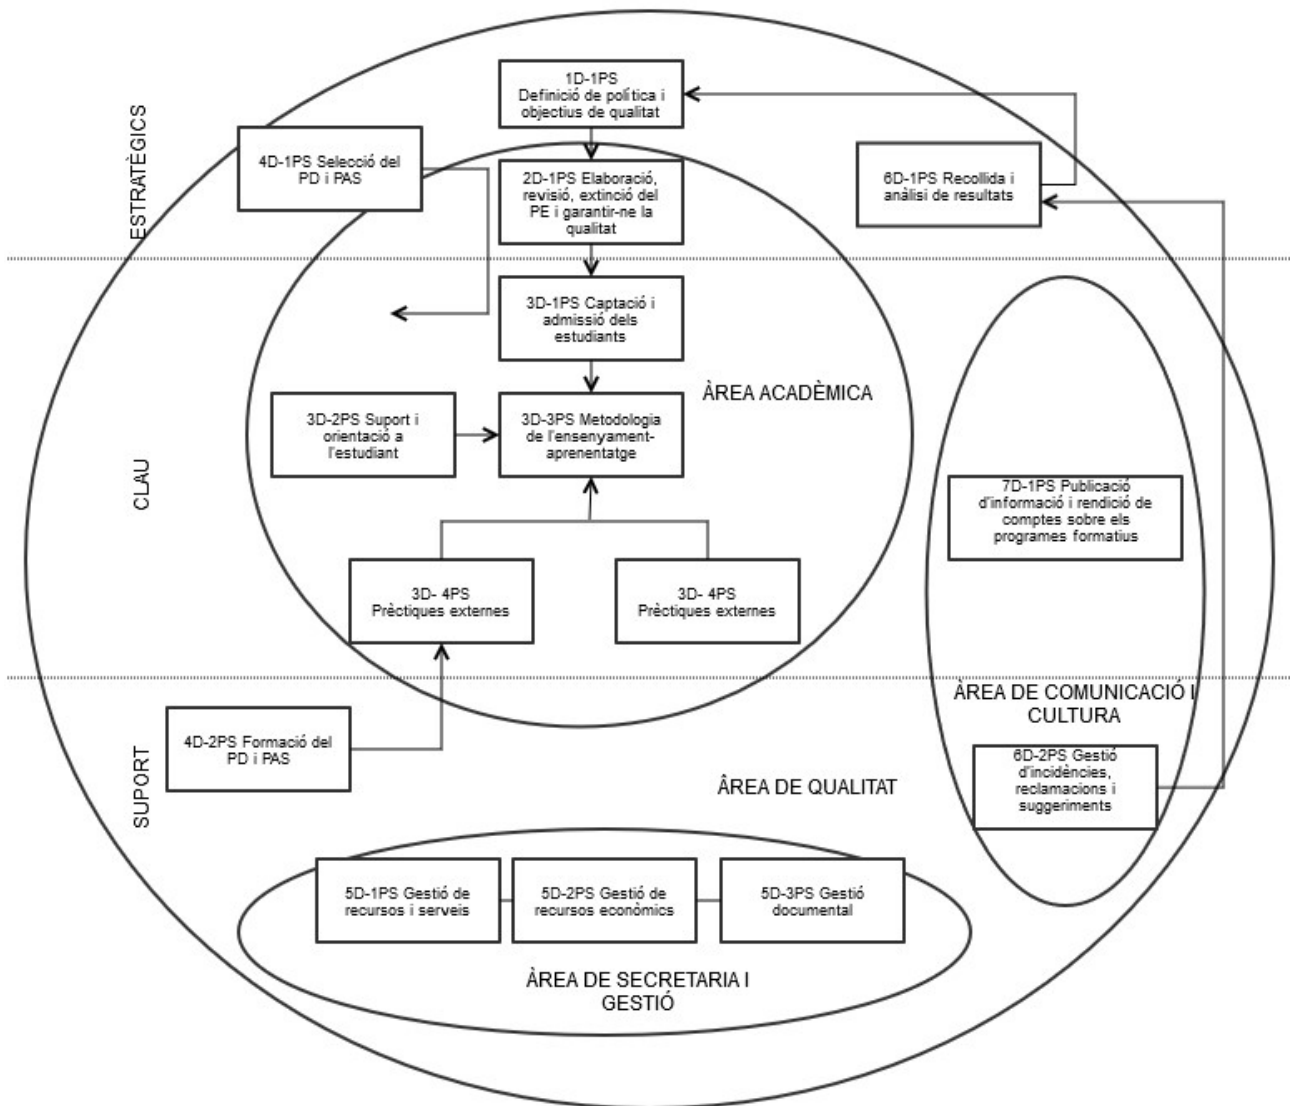 ESTRATÈGICS
1D-1PS
Definició de política i
objectius de qualitat
4D-1PS Selecció del
PD i PAS
2D-1PS Elaboració,
revisió, extinció del
PE i garantir-ne la
qualitat
6D-1PS Recollida i
anàlisi de resultats
CLAU
3D-1PS Captació i
admissió dels
estudiants
ÀREA ACADÈMICA
3D-2PS Suport i
orientació a
l'estudiant
3D-3PS Metodologia
de l'ensenyament-
aprenentatge
7D-1PS Publicació
d'informació i rendició de
comptes sobre els
programes formatius
3D- 4PS
Prèctiques externes
3D- 4PS
Prèctiques externes
SUPORT
4D-2PS Formació del
PD i PAS
ÀREA DE COMUNICACIÓ I
CULTURA
6D-2PS Gestió
d'incidències,
reclamacions i
suggeriments
ÂREA DE QUALITAT
5D-1PS Gestió de
recursos i serveis
5D-2PS Gestió de
recursos econòmics
5D-3PS Gestió
documental
ÀREA DE SECRETARIA I
GESTIÓ